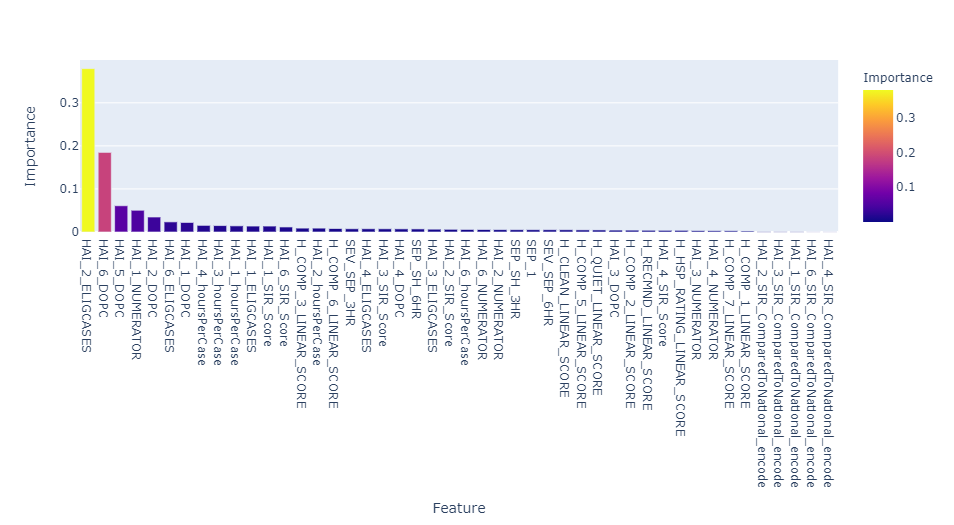 Importance
0.3
0.2
0.1
0
Importance
0.3
0.2
0.1
HAI_2_ELIGCASES
HAI_6_DOPC
HAI_5_DOPC
HAI_1_NUMERATOR
HAI_2_DOPC
HAI_6_ELIGCASES
HAI_1_DOPC
HAI_4_hoursPerCase
HAI_3_hoursPerCase
HAI_1_hoursPerCase
HAI_1_ELIGCASES
HAI_1_SIR_Score
HAI_6_SIR_Score
H_COMP_3_LINEAR_SCORE
HAI_2_hoursPerCase
H_COMP_6_LINEAR_SCORE
SEV_SEP_3HR
HAI_4_ELIGCASES
HAI_3_SIR_Score
HAI_4_DOPC
SEP_SH_6HR
HAI_3_ELIGCASES
HAI_2_SIR_Score
HAI_6_hoursPerCase
HAI_6_NUMERATOR
HAI_2_NUMERATOR
SEP_SH_3HR
SEP_1
SEV_SEP_6HR
H_CLEAN_LINEAR_SCORE
H_COMP_5_LINEAR_SCORE
H_QUIET_LINEAR_SCORE
HAI_3_DOPC
H_COMP_2_LINEAR_SCORE
H_RECMND_LINEAR_SCORE
HAI_4_SIR_Score
H_HSP_RATING_LINEAR_SCORE
HAI_3_NUMERATOR
HAI_4_NUMERATOR
H_COMP_7_LINEAR_SCORE
H_COMP_1_LINEAR_SCORE
HAI_2_SIR_ComparedToNational_encode
HAI_3_SIR_ComparedToNational_encode
HAI_1_SIR_ComparedToNational_encode
HAI_6_SIR_ComparedToNational_encode
HAI_4_SIR_ComparedToNational_encode
Feature